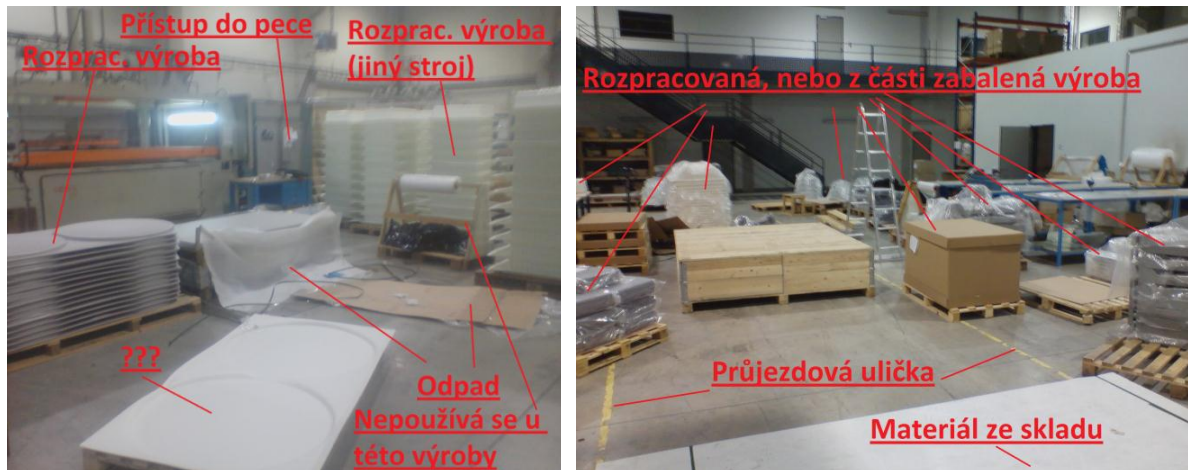 Přístup do pece
Rozprac. výroba
Rozprac. výroba
(jiný stroj)
???
Odpad
Nepoužívá se u
této výroby
Rozpracovaná, nebo z části zabalená výroba
Průjezdová ulička
Materiál ze skladu